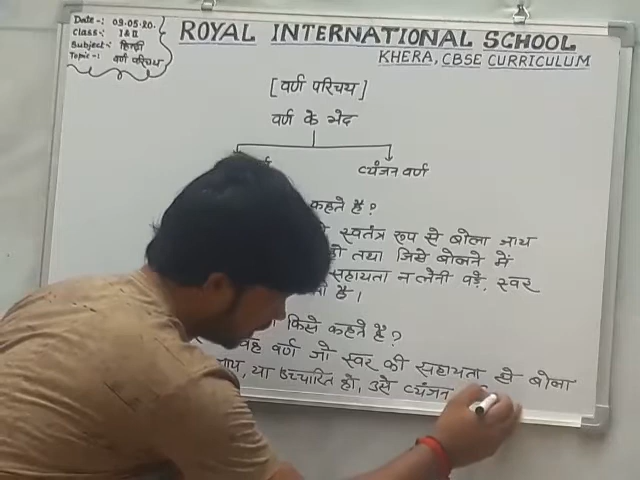 Date -: 09.05.20.
Class -: I & II
Subject -: हिन्दी
Topic -: वर्ण परिचय
ROYAL INTERNATIONAL SCHOOL
KHERA, CBSE CURRICULUM
[वर्ण परिचय]
वर्ण के भेद
व्यंजन वर्ण
कहते है ?
स्वतंत्र रूप से बोला जाय
तथा जिसे बोलने में
सहायता न लेनी पड़े, स्वर
है।
किसे कहते है ?
वह वर्ण जो स्वर की सहायता से बोला
जाय, या उच्चारित हो, उसे व्यंजन